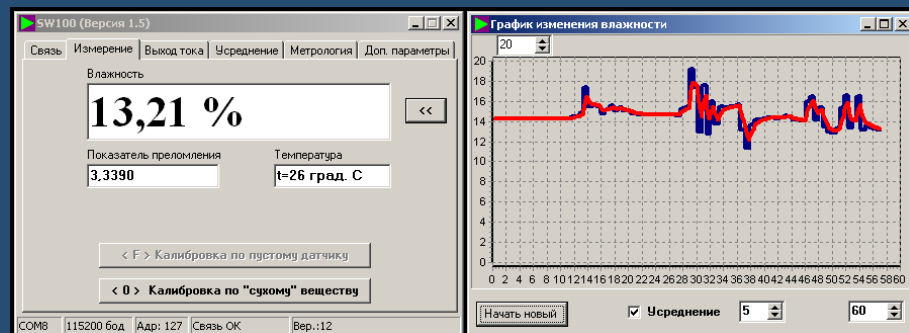 SW100 (Версия 1.5)
Связь Измерение Выход тока Усреднение Метрология Доп. параметры
Влажность
13,21 %
<<
Показатель преломления Температура
3,3390 t=26 град. С
< F > Калибровка по пустому датчику
< 0 > Калибровка по "сухому" веществу
COM8 115200 бод Адр: 127 Связь ОК Вер.:12
График изменения влажности
20
20
18
16
14
12
10
8
6
4
2
0
0 2 4 6 8 10 12 14 16 18 20 22 24 26 28 30 32 34 36 38 40 42 44 46 48 50 52 54 56 58 60
Начать новый Усреднение 5 60